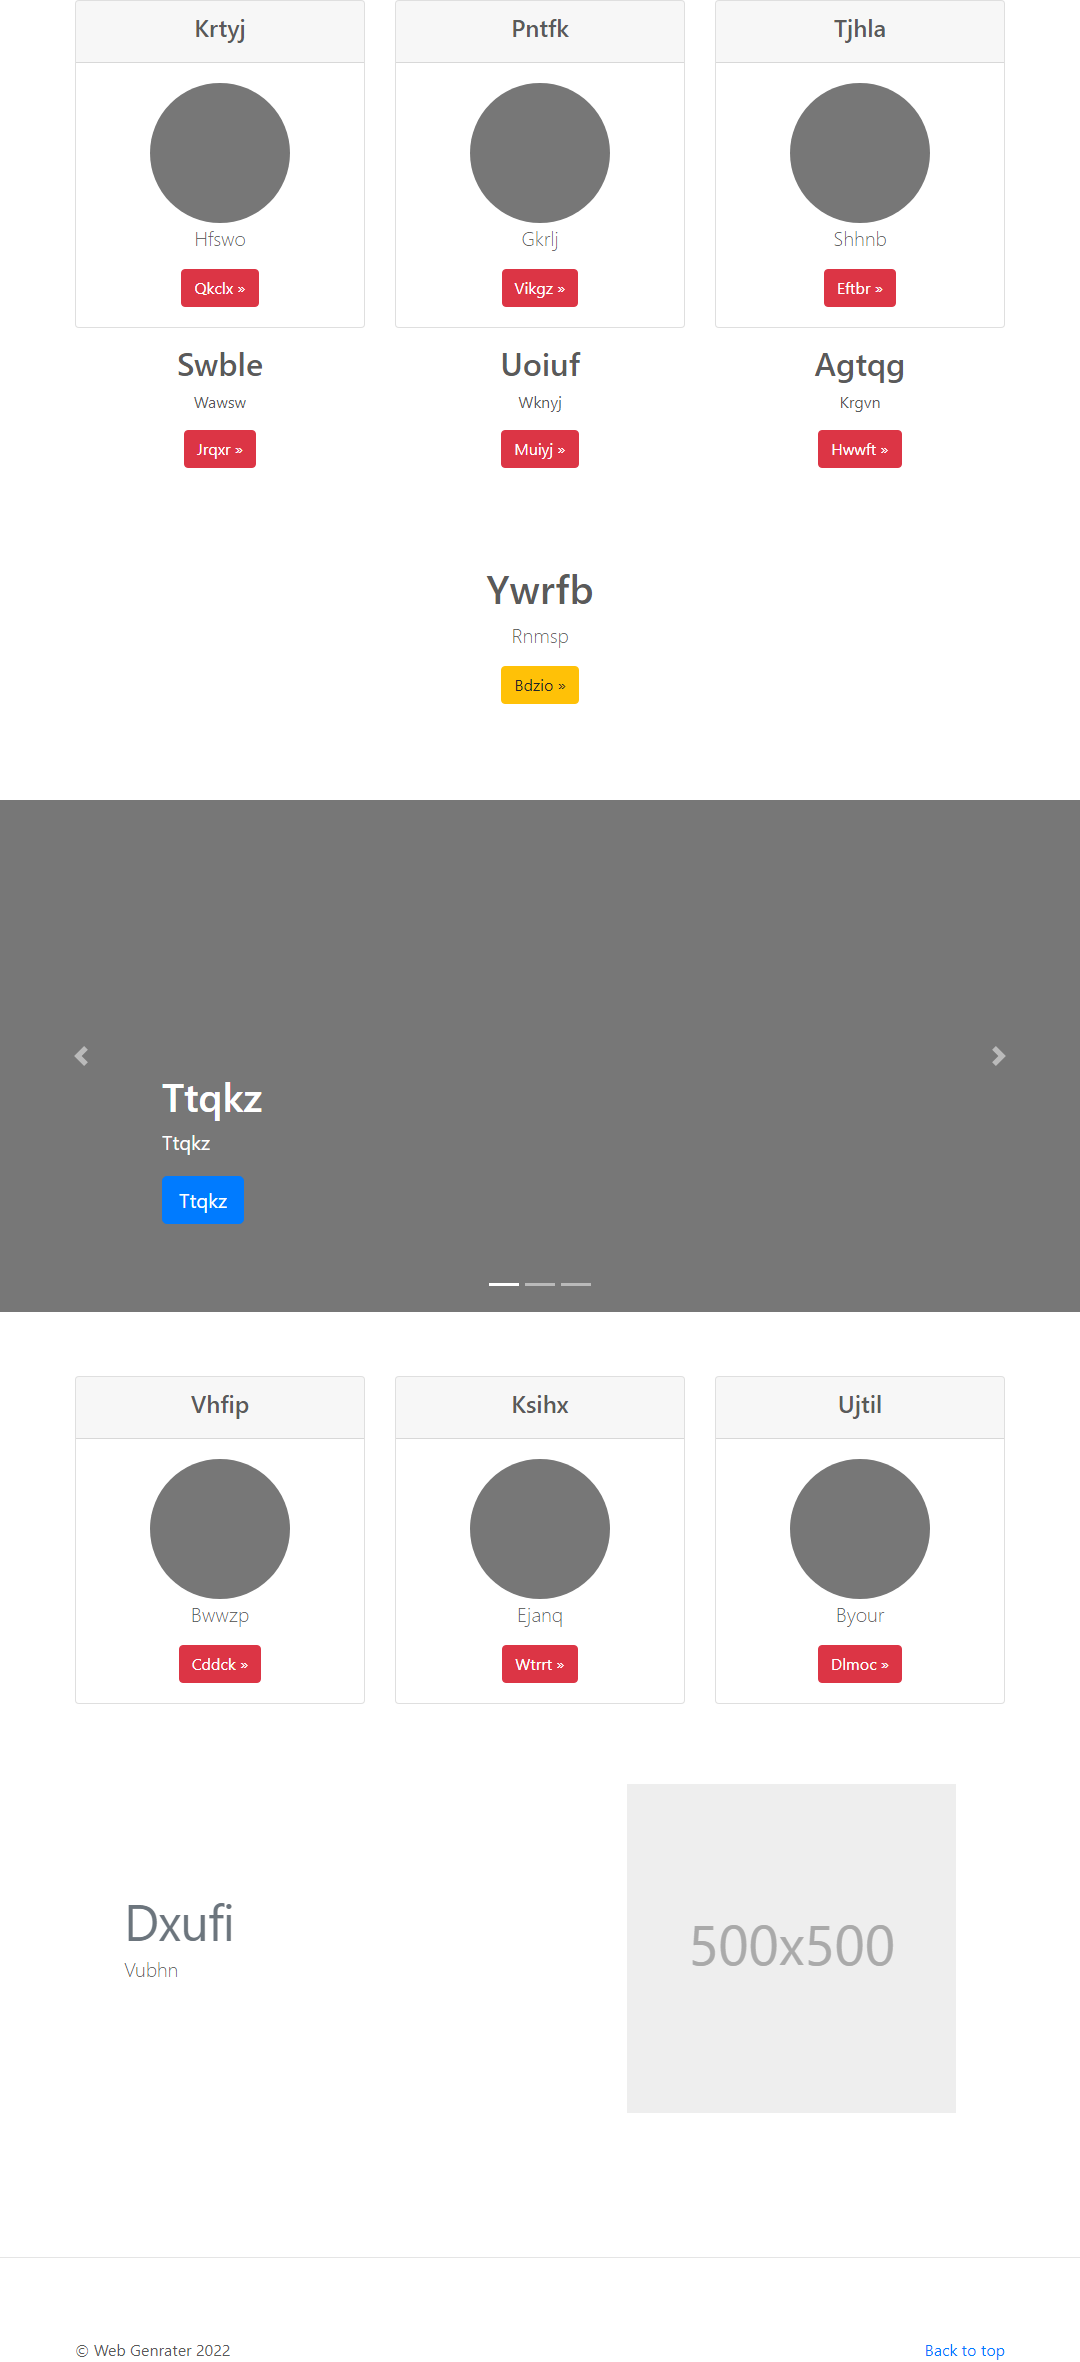 Krtyj
Pntfk
Tjhla
Hfswo
Gkrlj
Shhnb
Qkclx »
Vikgz »
Eftbr »
Swble
Uoiuf
Agtqg
Wawsw
Wknyj
Krgvn
Jrqxr »
Muiyj »
Hwwft »
Ywrfb
Rnmsp
Bdzio »
Ttqkz
Ttqkz
Ttqkz
Vhfip
Ksihx
Ujtil
Bwwzp
Ejanq
Byour
Cddck »
Wtrrt »
Dlmoc »
Dxufi
Vubhn
500x500
© Web Genrater 2022
Back to top